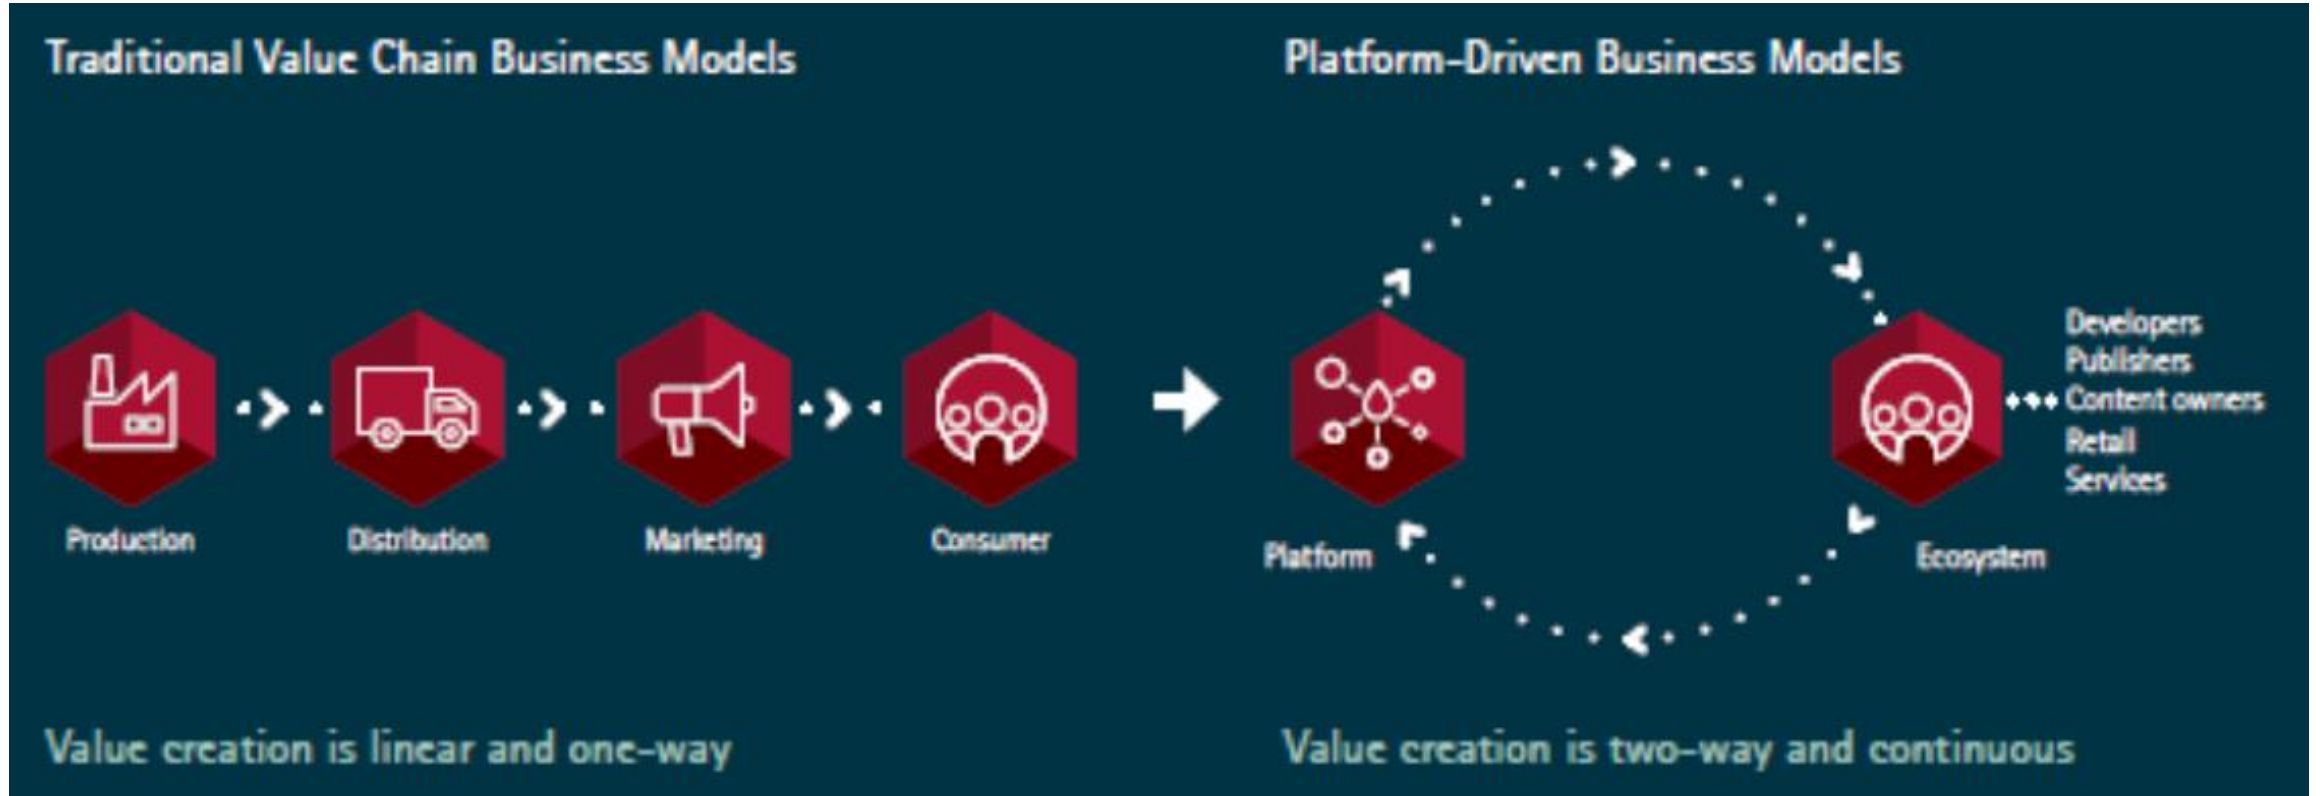 Traditional Value Chain Business Models
Production
Distribution
Marketing
Consumer
Value creation is linear and one-way
Platform-Driven Business Models
Platform
Ecosystem
Developers
Publishers
Content owners
Retail
Services
Value creation is two-way and continuous